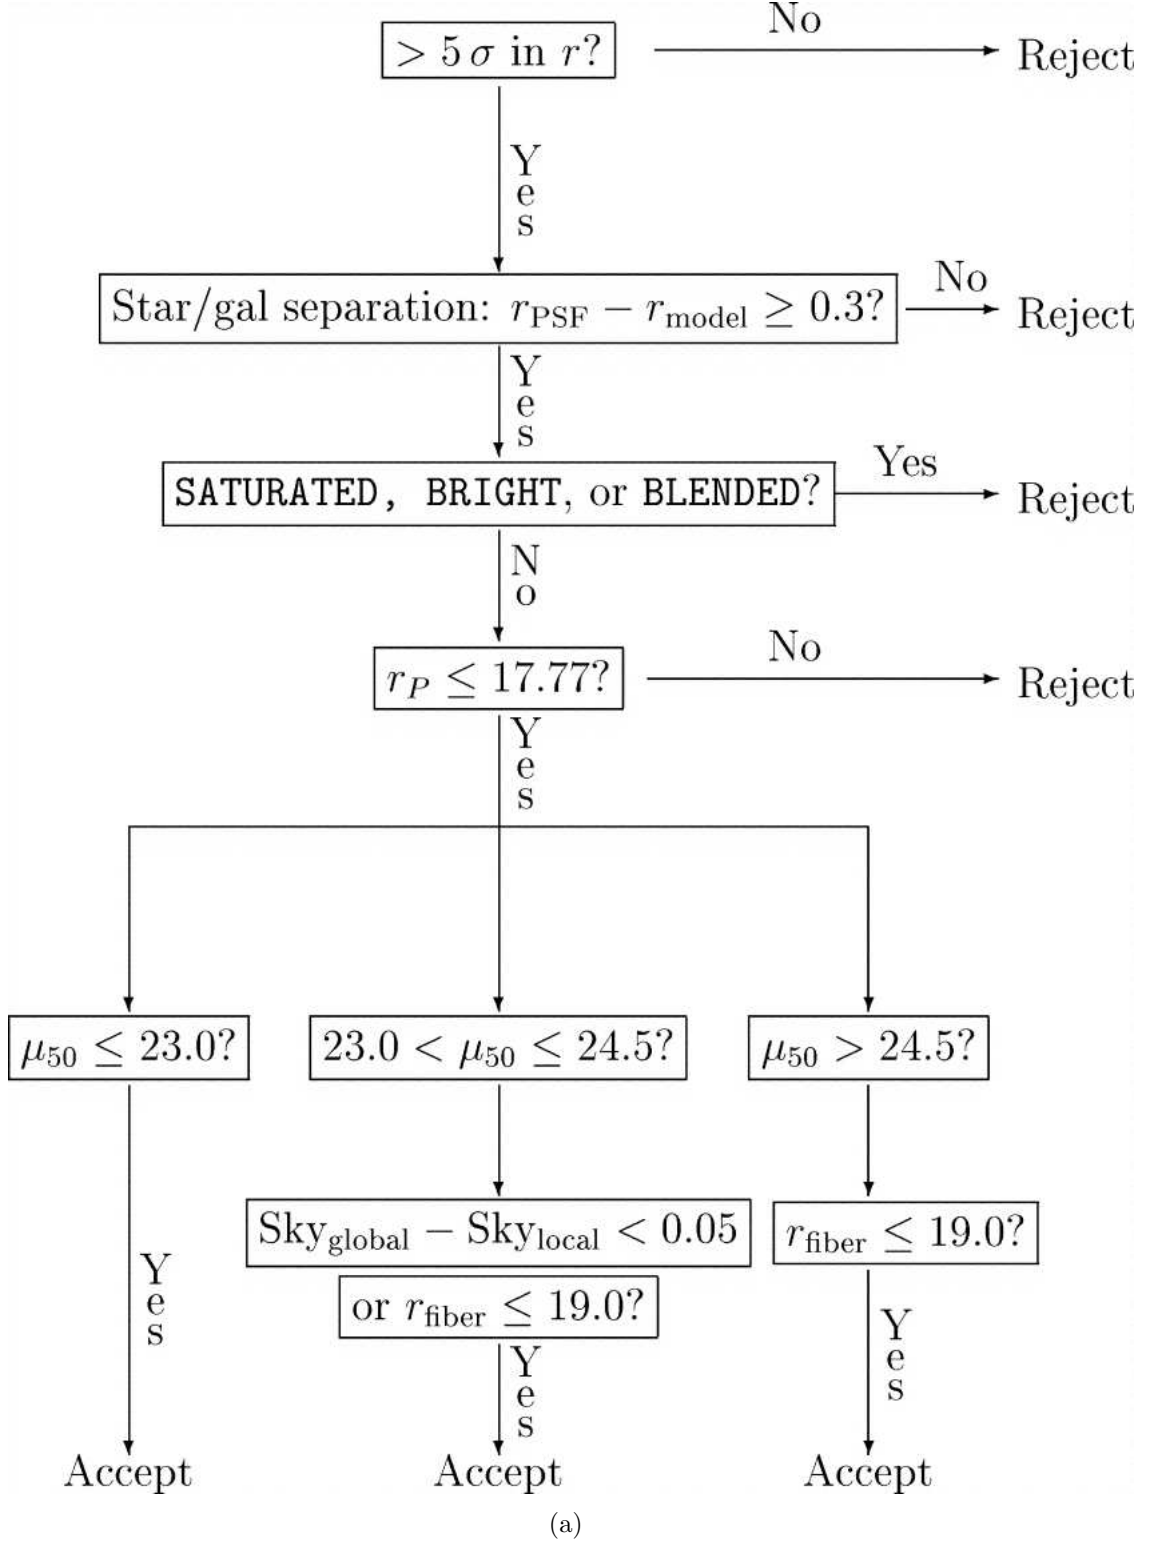 > 5 σ in r?
No
Reject
Yes
Star/gal separation: r_PSF − r_model ≥ 0.3?
No
Reject
Yes
SATURATED, BRIGHT, or BLENDED?
Yes
Reject
No
r_P ≤ 17.77?
No
Reject
Yes
μ_50 ≤ 23.0?
23.0 < μ_50 ≤ 24.5?
μ_50 > 24.5?
Sky_global − Sky_local < 0.05
or r_fiber ≤ 19.0?
r_fiber ≤ 19.0?
Yes
Yes
Yes
Accept
Accept
Accept
(a)